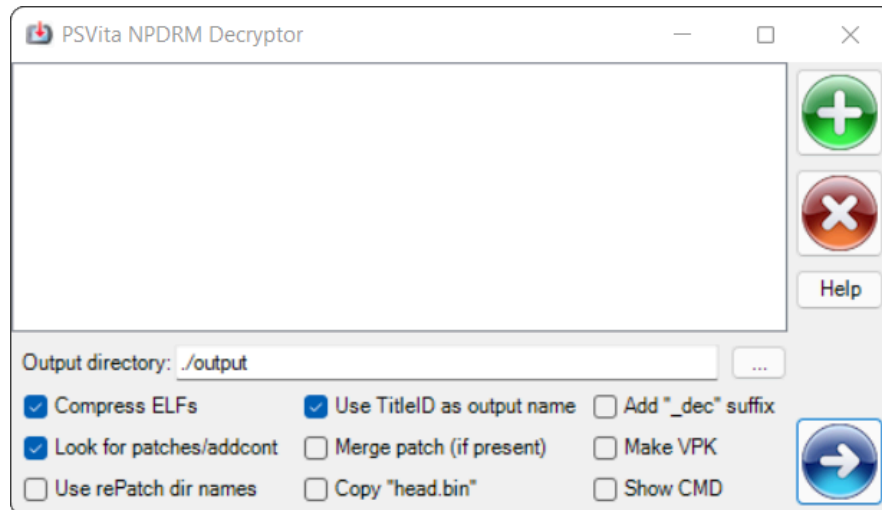 PSVita NPDRM Decryptor
Help
Output directory: ./output ...
Compress ELFs Use TitleID as output name Add "_dec" suffix
Look for patches/addcont Merge patch (if present) Make VPK
Use rePatch dir names Copy "head.bin" Show CMD